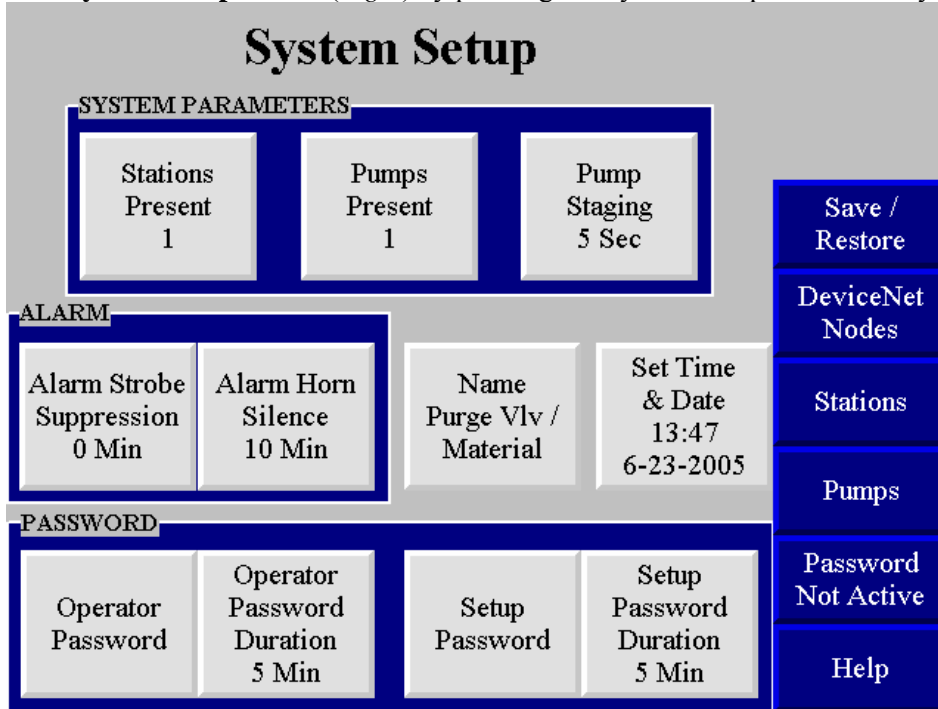 System Setup
SYSTEM PARAMETERS
Stations
Present
1
Pumps
Present
1
Pump
Staging
5 Sec
ALARM
Alarm Strobe
Suppression
0 Min
Alarm Horn
Silence
10 Min
Name
Purge Vlv /
Material
Set Time
& Date
13:47
6-23-2005
PASSWORD
Operator
Password
Operator
Password
Duration
5 Min
Setup
Password
Setup
Password
Duration
5 Min
Save /
Restore
DeviceNet
Nodes
Stations
Pumps
Password
Not Active
Help